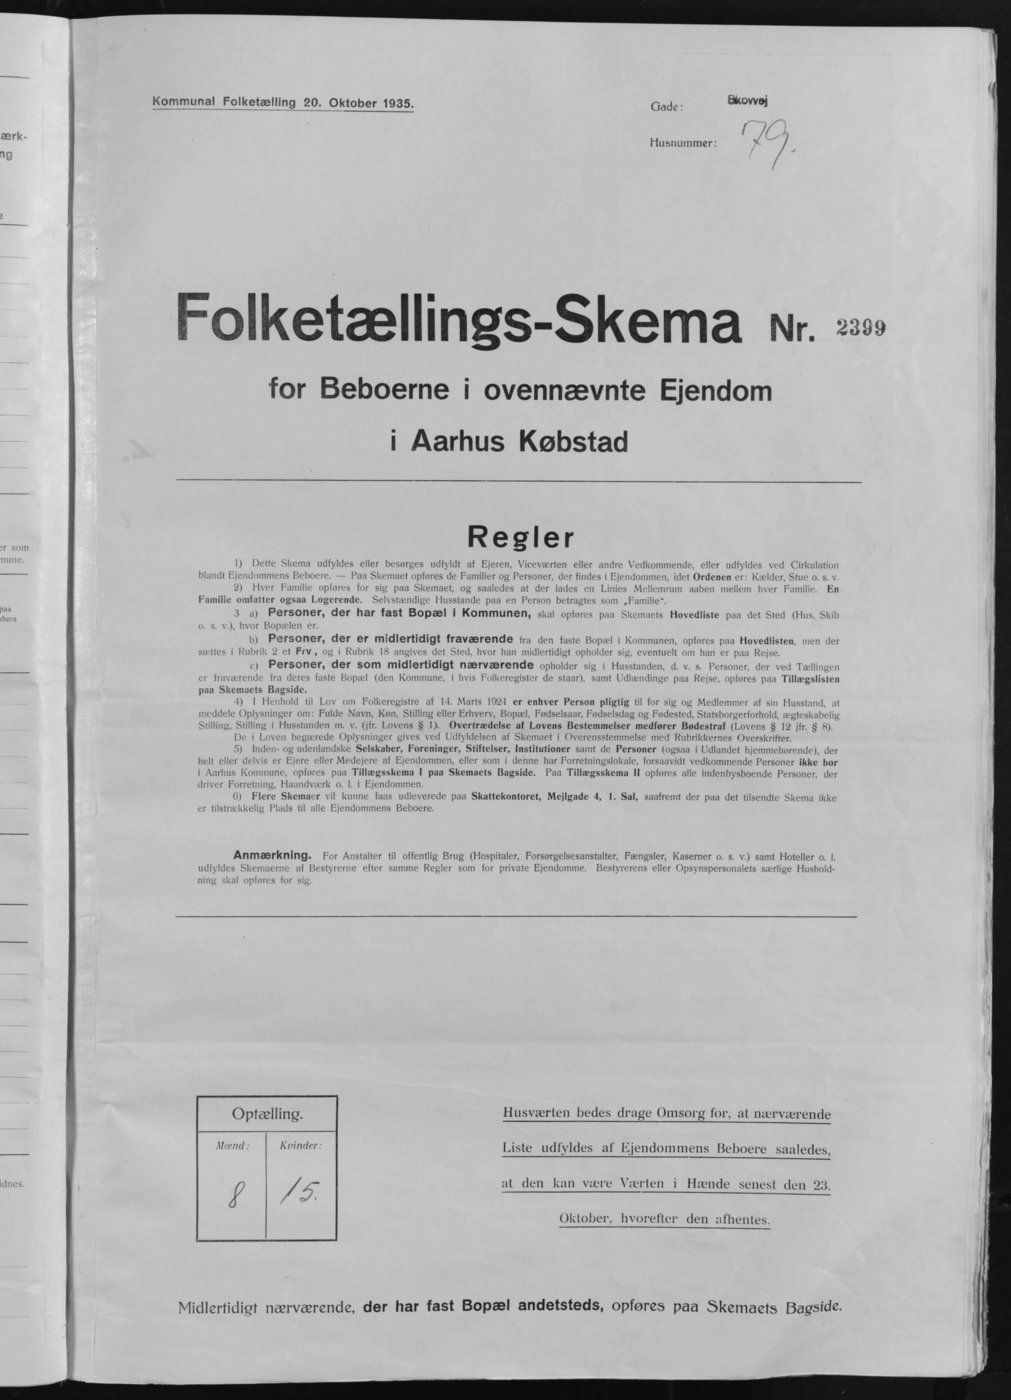 Kommunal Folketælling 20. Oktober 1935.
Gade: Skovvej
Husnummer: 79.
Folketællings-Skema Nr. 2399
for Beboerne i ovennævnte Ejendom
i Aarhus Købstad
Regler
1) Dette Skema udfyldes eller besørges udfyldt af Ejeren, Viceværten eller andre Vedkommende, eller udfyldes ved Cirkulation
blandt Ejendommens Beboere. — Paa Skemaet opføres de Familier og Personer, der findes i Ejendommen, idet Ordenen er: Kælder, Stue o. s. v.
2) Hver Familie opføres for sig paa Skemaet, og saaledes at der lades en Linies Mellemrum aaben mellem hver Familie. En
Familie omfatter ogsaa Logerende. Selvstændige Husstande paa en Person betragtes som „Familie“.
3 a) Personer, der har fast Bopæl i Kommunen, skal opføres paa Skemaets Hovedliste paa det Sted (Hus, Skib
o. s. v.), hvor Bopælen er.
b) Personer, der er midlertidigt fraværende fra den faste Bopæl i Kommunen, opføres paa Hovedlisten, men der
sættes i Rubrik 2 et Frv., og i Rubrik 18 angives det Sted, hvor han midlertidigt opholder sig, eventuelt om han er paa Rejse.
c) Personer, der som midlertidigt nærværende opholder sig i Husstanden, d. v. s. Personer, der ved Tællingen
er fraværende fra deres faste Bopæl (den Kommune, i hvis Folkeregister de staar), samt Udlændinge paa Rejse, opføres paa Tillægslisten
paa Skemaets Bagside.
4) I Henhold til Lov om Folkeregistre af 14. Marts 1924 er enhver Person pligtig til for sig og Medlemmer af sin Husstand, at
meddele Oplysninger om: Fulde Navn, Køn, Stilling eller Erhverv, Bopæl, Fødselsaar, Fødselsdag og Fødested, Statsborgerforhold, ægteskabelig
Stilling, Stilling i Husstanden m. v. (jfr. Lovens § 1). Overtrædelse af Lovens Bestemmelser medfører Bødestraf (Lovens § 12 jfr. § 8).
De i Loven begærede Oplysninger gives ved Udfyldelsen af Skemaet i Overensstemmelse med Rubrikkernes Overskrifter.
5) Inden- og udenlandske Selskaber, Foreninger, Stiftelser, Institutioner samt de Personer (ogsaa i Udlandet hjemmehørende), der
helt eller delvis er Ejere eller Medejere af Ejendommen, eller som i denne har Forretningslokale, forsaavidt vedkommende Personer ikke bor
i Aarhus Kommune, opføres paa Tillægsskema I paa Skemaets Bagside. Paa Tillægsskema II opføres alle indenbysboende Personer, der
driver Forretning, Haandværk o. l. i Ejendommen.
6) Flere Skemaer vil kunne faas udleverede paa Skattekontoret, Mejlgade 4, 1. Sal, saafremt der paa det tilsendte Skema ikke
er tilstrækkelig Plads til alle Ejendommens Beboere.
Anmærkning. For Anstalter til offentlig Brug (Hospitaler, Forsørgelsesanstalter, Fængsler, Kaserner o. s. v.) samt Hoteller o. l.
udfyldes Skemaerne af Bestyrerne efter samme Regler som for private Ejendomme. Bestyrerens eller Opsynspersonalets særlige Hushold-
ning skal opføres for sig.
Optælling.
Mænd: Kvinder:
8 15.
Husværten bedes drage Omsorg for, at nærværende
Liste udfyldes af Ejendommens Beboere saaledes,
at den kan være Værten i Hænde senest den 23.
Oktober, hvorefter den afhentes.
Midlertidigt nærværende, der har fast Bopæl andetsteds, opføres paa Skemaets Bagside.